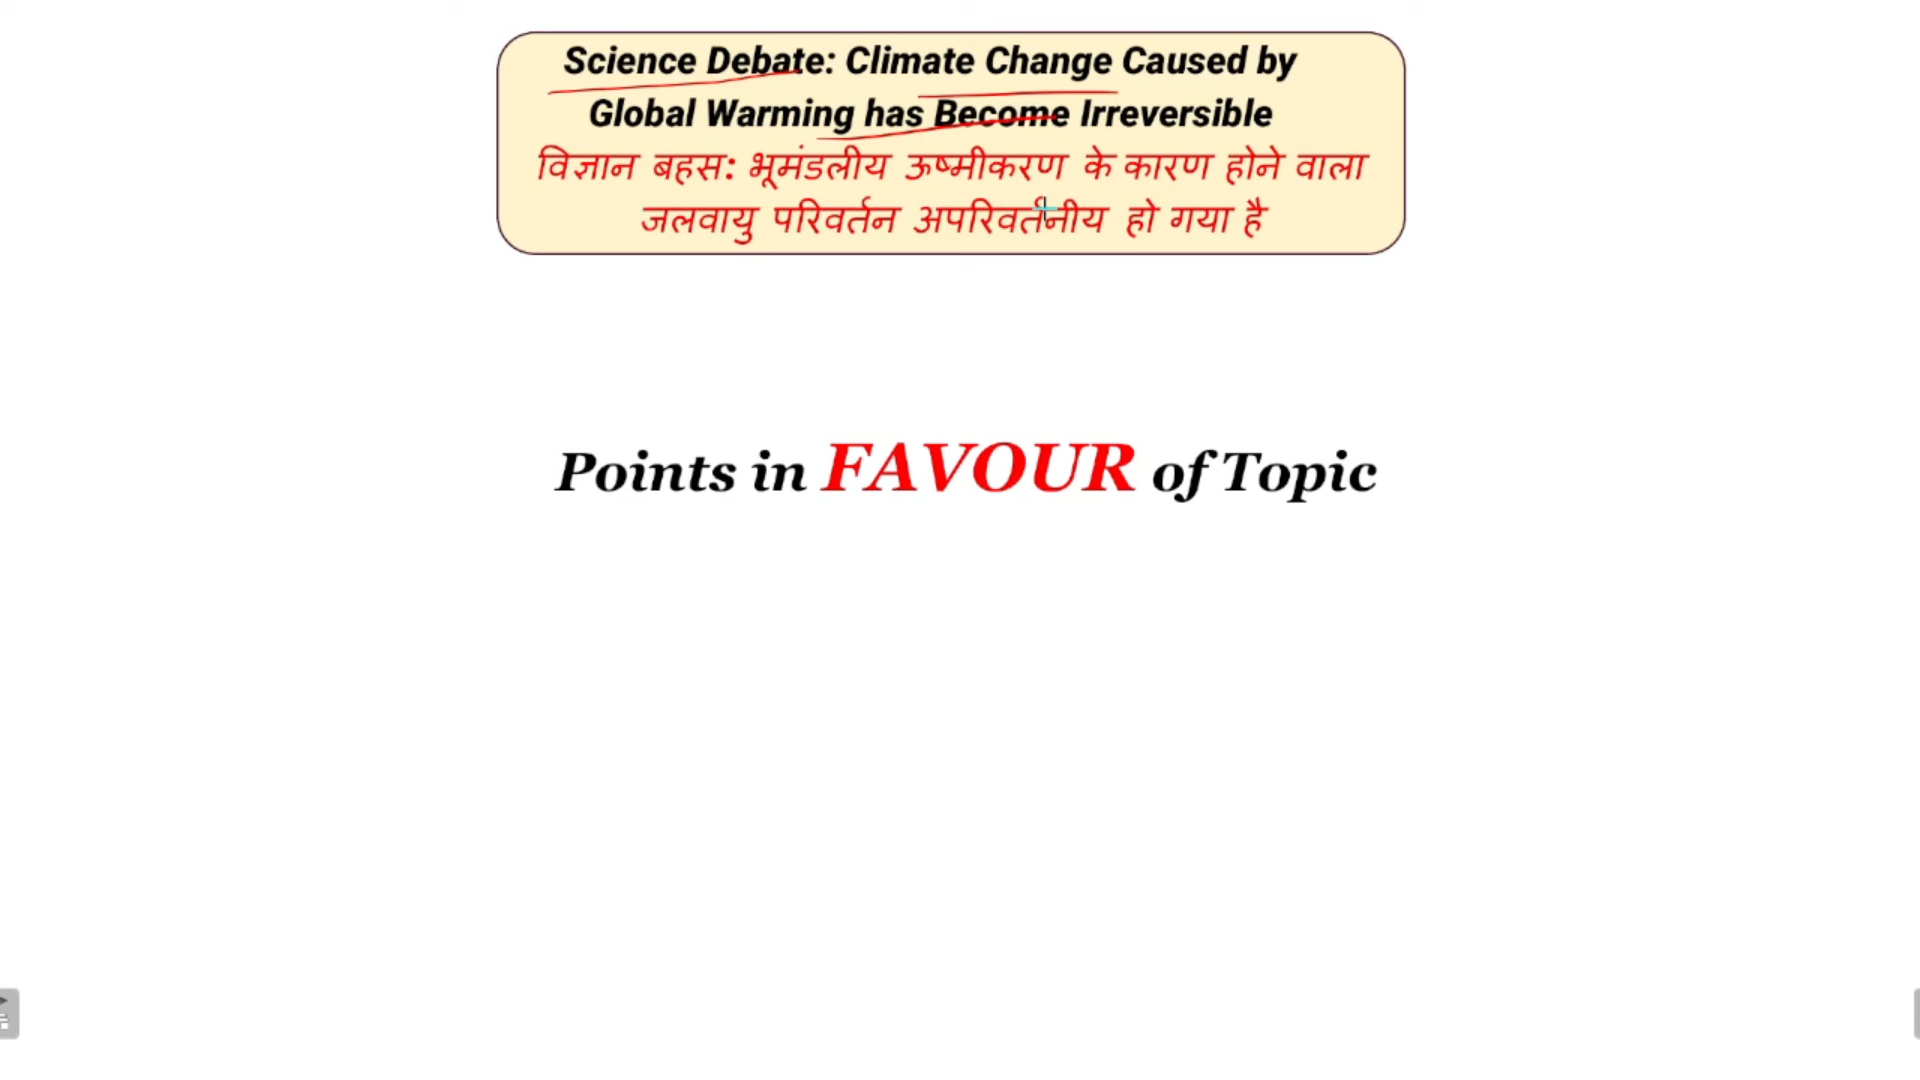 Science Debate: Climate Change Caused by
Global Warming has Become Irreversible
विज्ञान बहस: भूमंडलीय ऊष्मीकरण के कारण होने वाला
जलवायु परिवर्तन अपरिवर्तनीय हो गया है
Points in FAVOUR of Topic